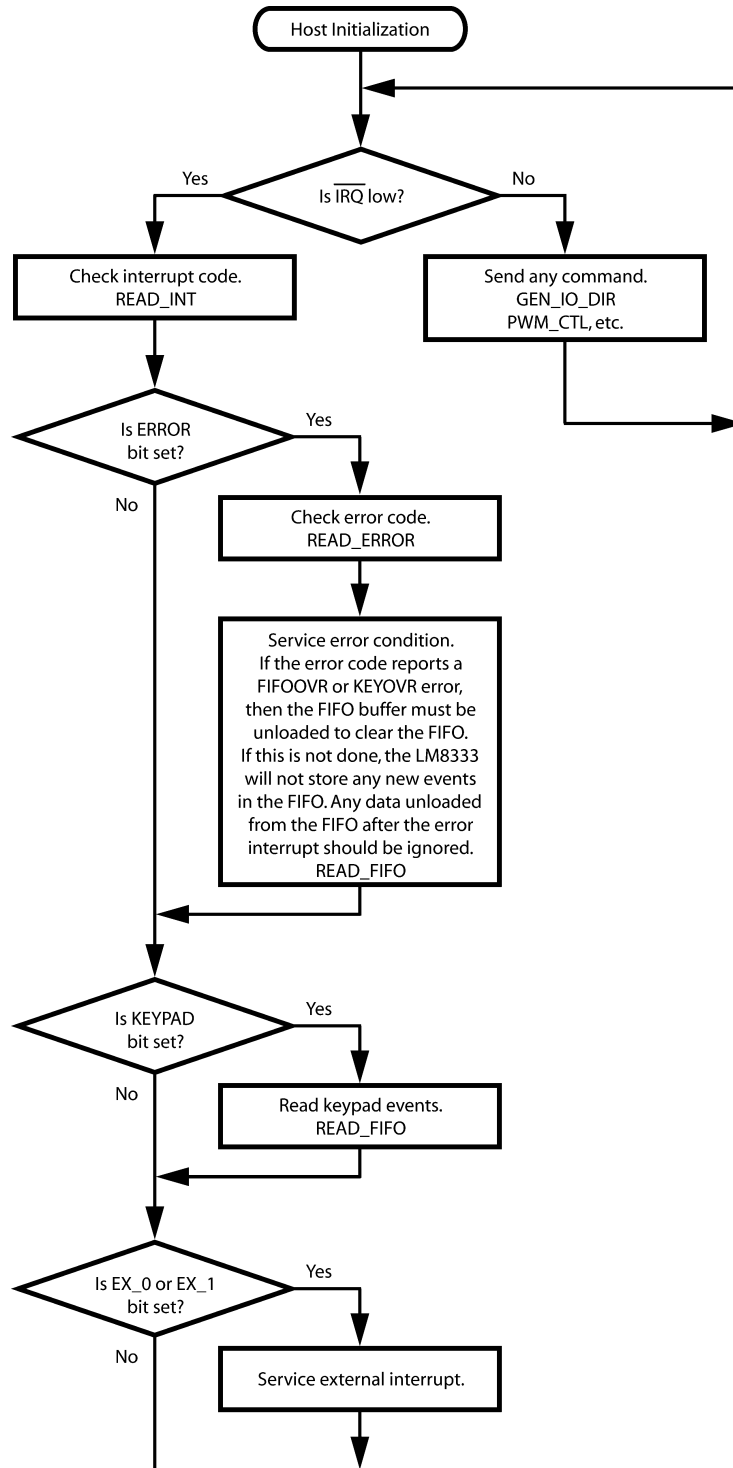 Host Initialization
Is I̅R̅Q̅ low?
Yes
No
Check interrupt code.
READ_INT
Send any command.
GEN_IO_DIR
PWM_CTL, etc.
Is ERROR
bit set?
Yes
No
Check error code.
READ_ERROR
Service error condition.
If the error code reports a
FIFOOVR or KEYOVR error,
then the FIFO buffer must be
unloaded to clear the FIFO.
If this is not done, the LM8333
will not store any new events
in the FIFO. Any data unloaded
from the FIFO after the error
interrupt should be ignored.
READ_FIFO
Is KEYPAD
bit set?
Yes
No
Read keypad events.
READ_FIFO
Is EX_0 or EX_1
bit set?
Yes
No
Service external interrupt.